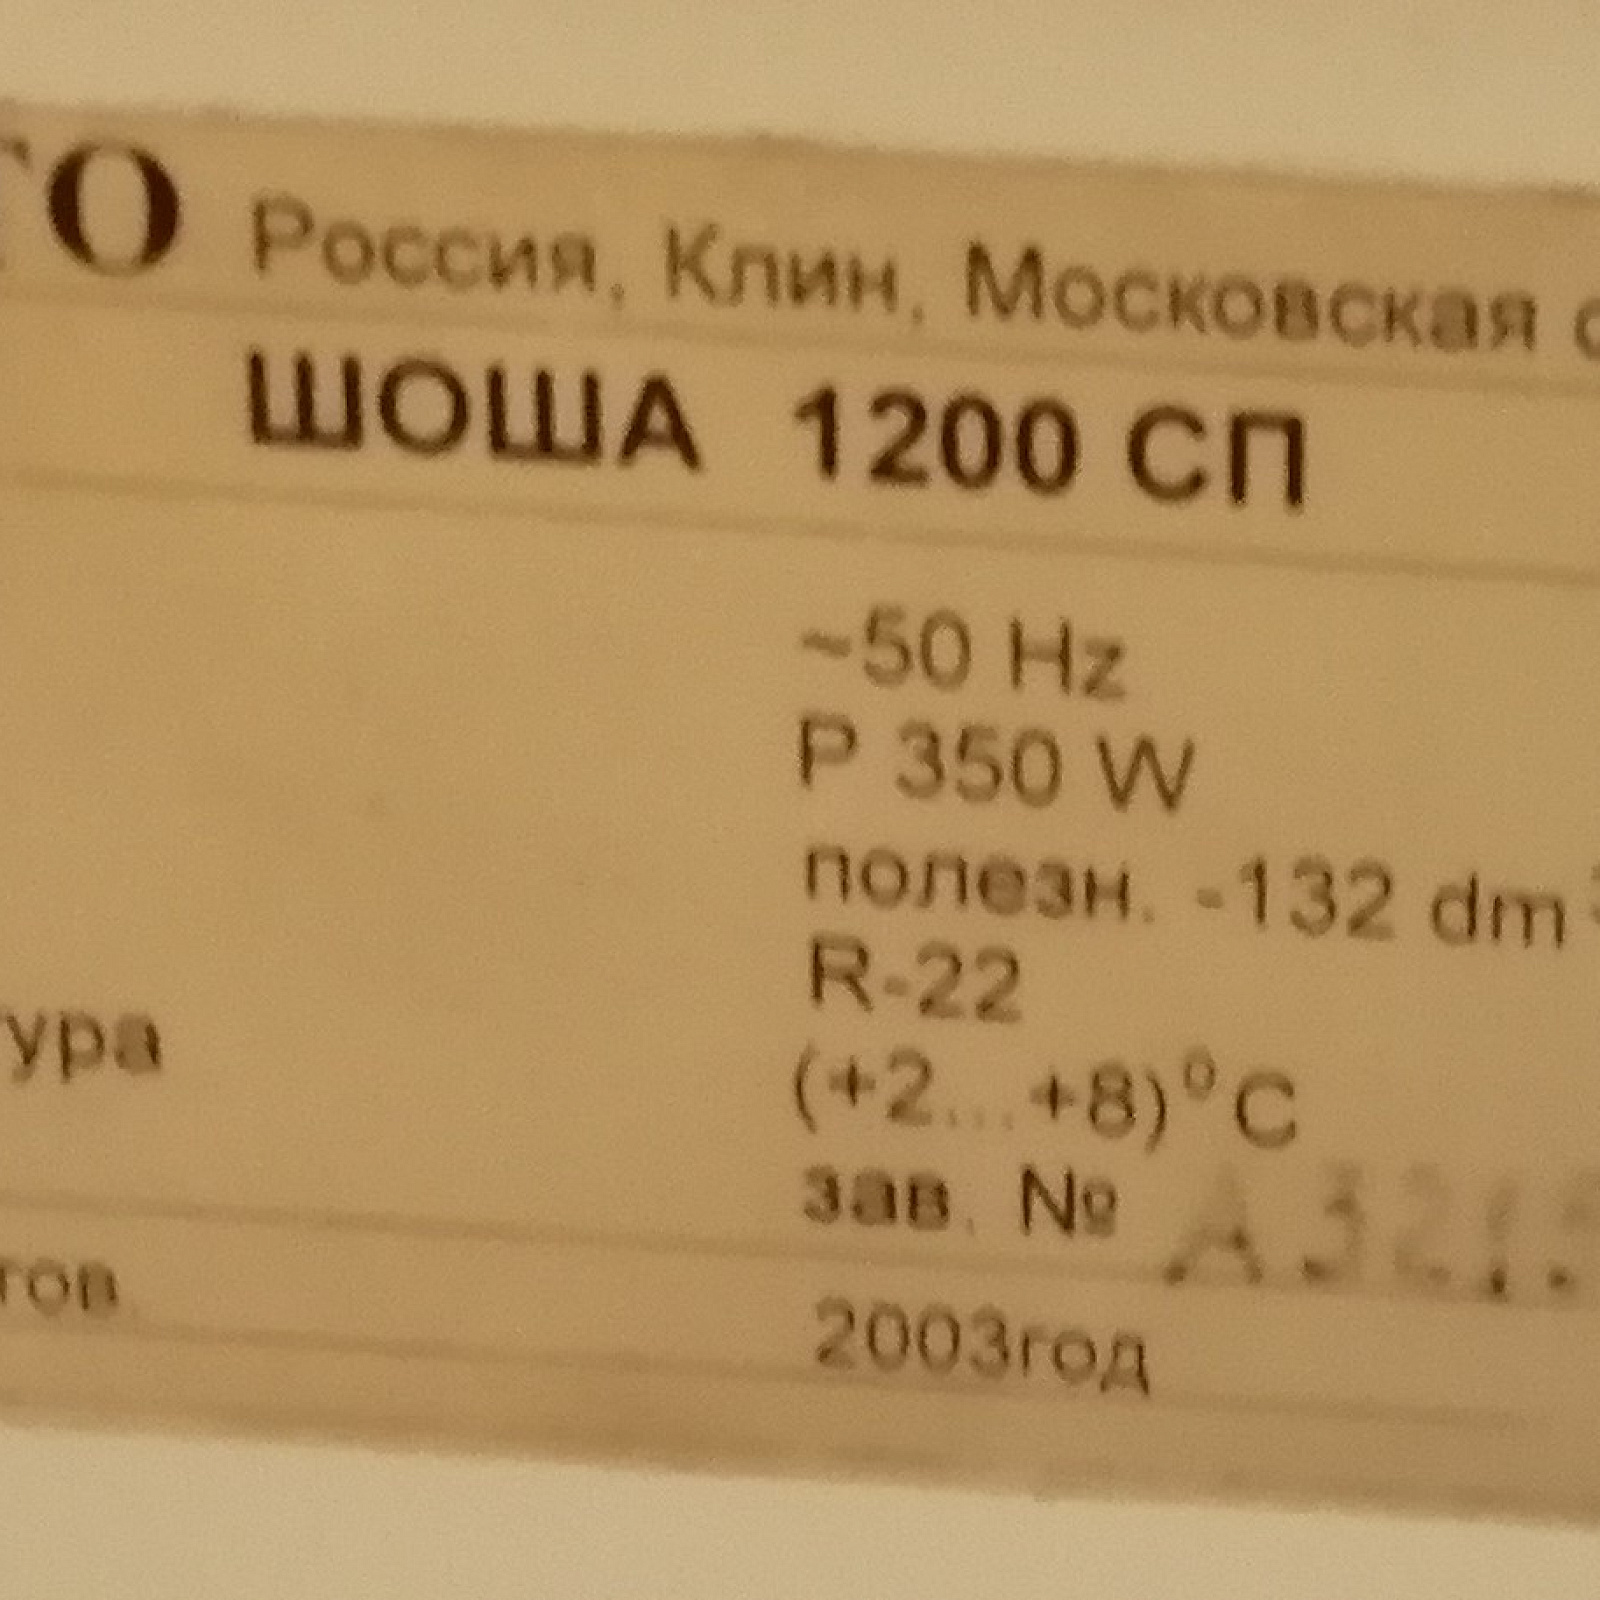 ТО Россия, Клин, Московская
ШОША 1200 СП
~50 Hz
P 350 W
полезн. -132 dm
R-22
ура
(+2...+8)⁰C
зав. №
тов.
2003год